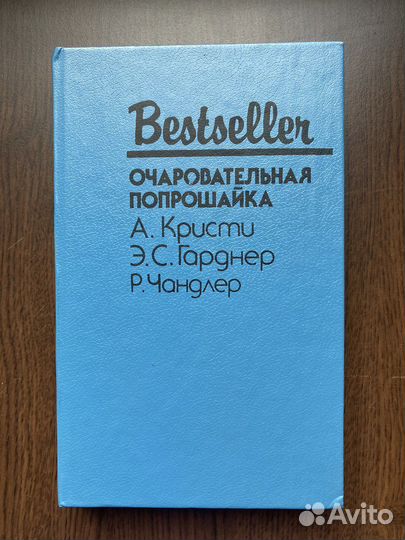 Bestseller
ОЧАРОВАТЕЛЬНАЯ
ПОПРОШАЙКА
А. Кристи
Э.С. Гарднер
Р. Чандлер
Avito